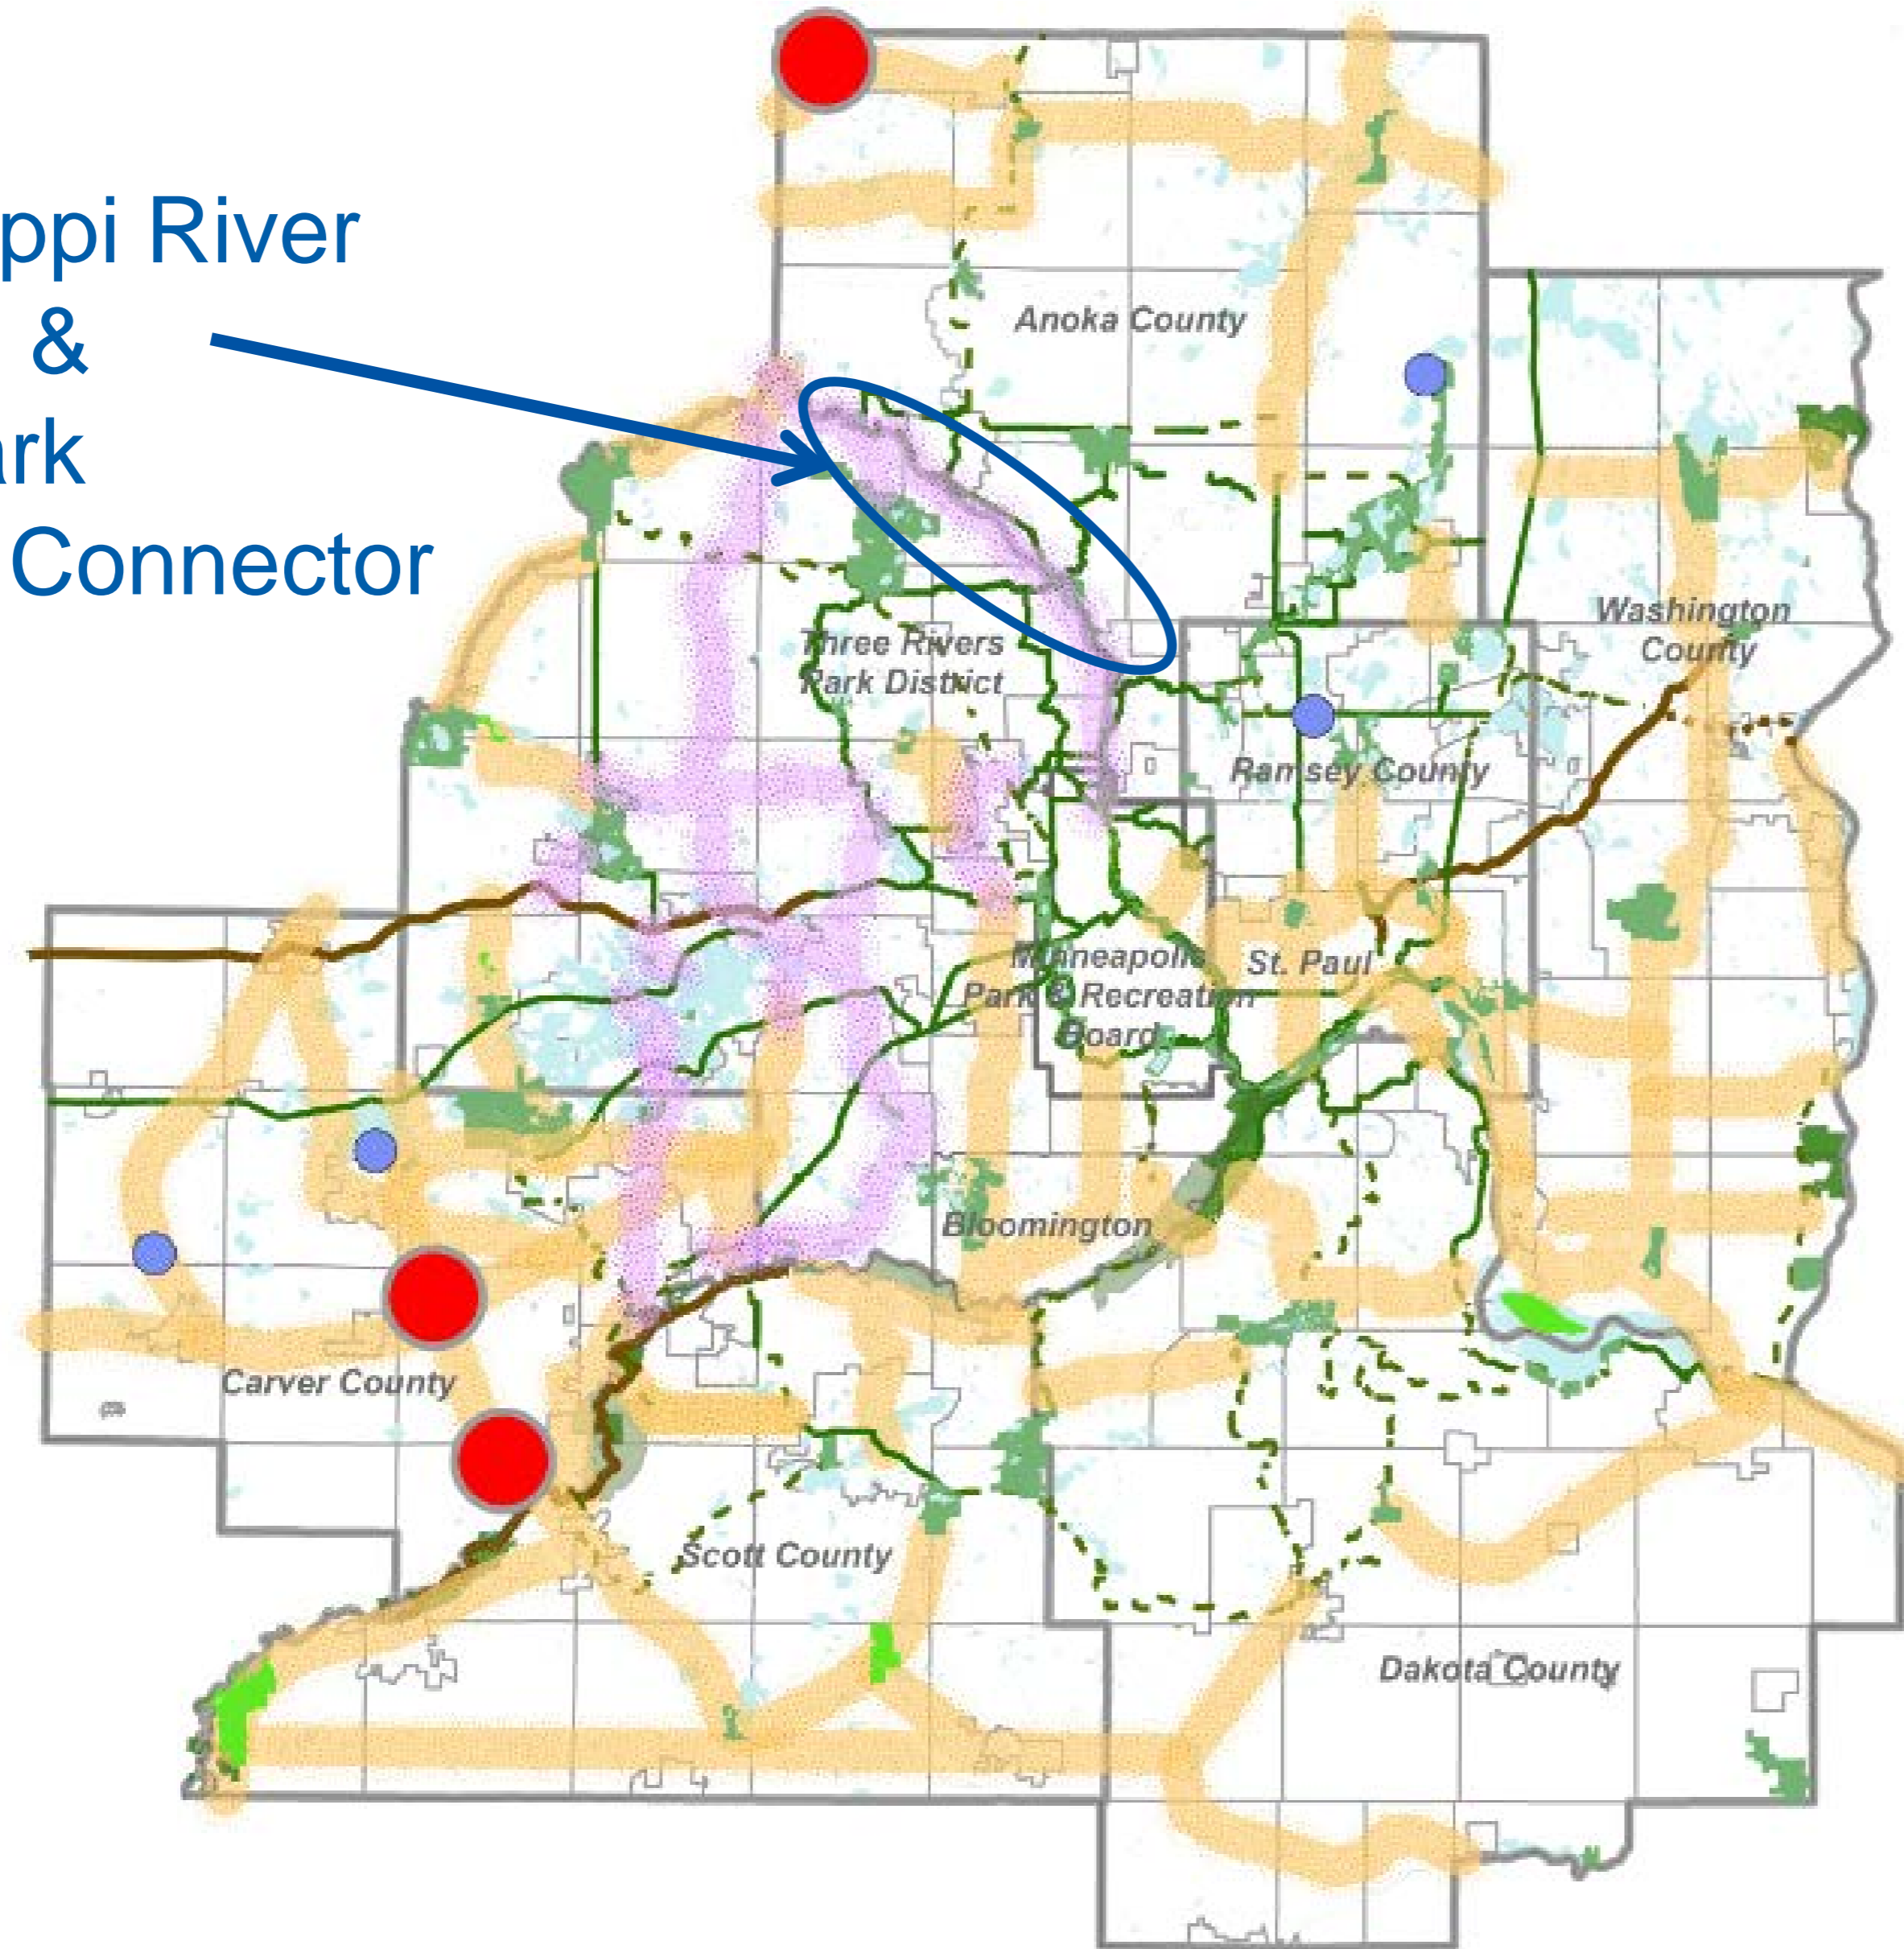 ppi River
&
ark
Connector
Anoka County
Washington
County
Three Rivers
Park District
Ramsey County
Minneapolis
Park & Recreation
Board
St. Paul
Bloomington
Carver County
Scott County
Dakota County